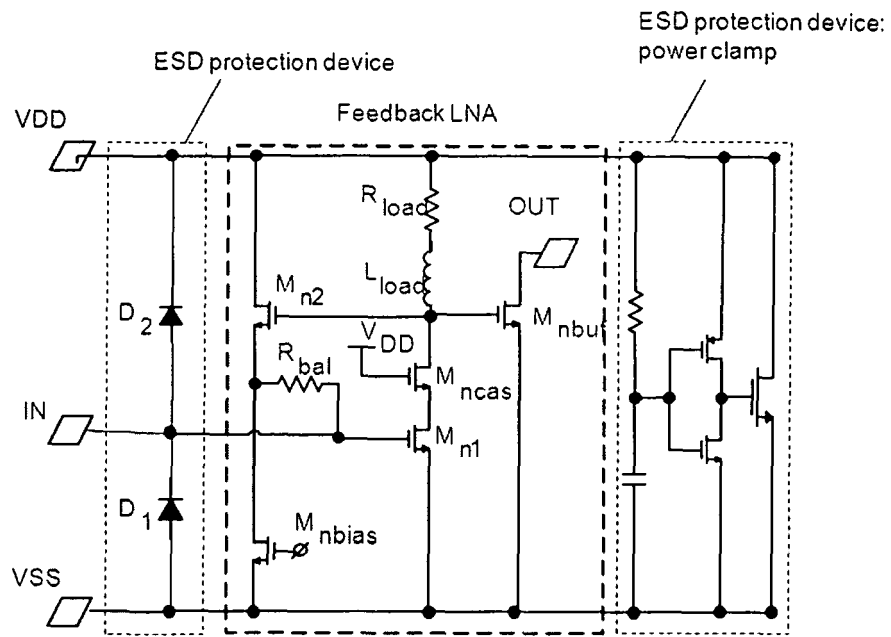 ESD protection device:
power clamp
ESD protection device
VDD
Feedback LNA
R load
OUT
L load
M n2
D 2
V DD
M nbuf
R bal
M ncas
IN
M n1
D 1
M nbias
VSS